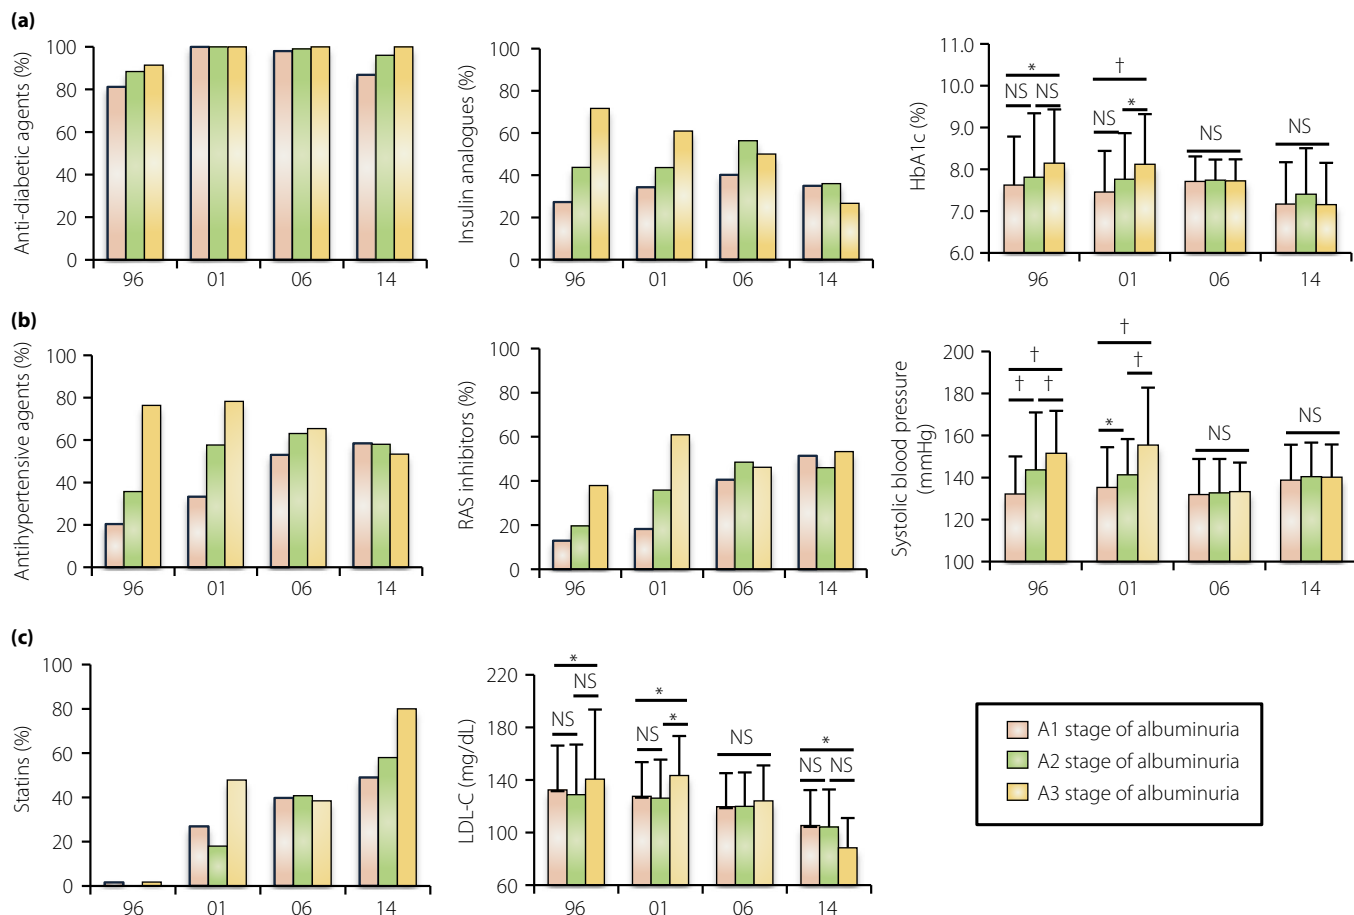 (a)
Anti-diabetic agents (%)
100
80
60
40
20
0
96 01 06 14
Insulin analogues (%)
100
80
60
40
20
0
96 01 06 14
HbA1c (%)
11.0
10.0
9.0
8.0
7.0
6.0
*
NS NS
†
NS *
NS
NS
96 01 06 14
(b)
Antihypertensive agents (%)
100
80
60
40
20
0
96 01 06 14
RAS inhibitors (%)
100
80
60
40
20
0
96 01 06 14
Systolic blood pressure
(mmHg)
200
180
160
140
120
100
†
† †
†
†
*
NS
NS
96 01 06 14
(c)
Statins (%)
100
80
60
40
20
0
96 01 06 14
LDL-C (mg/dL)
220
180
140
100
60
*
NS
NS
*
*
NS
NS
*
NS NS
96 01 06 14
A1 stage of albuminuria
A2 stage of albuminuria
A3 stage of albuminuria